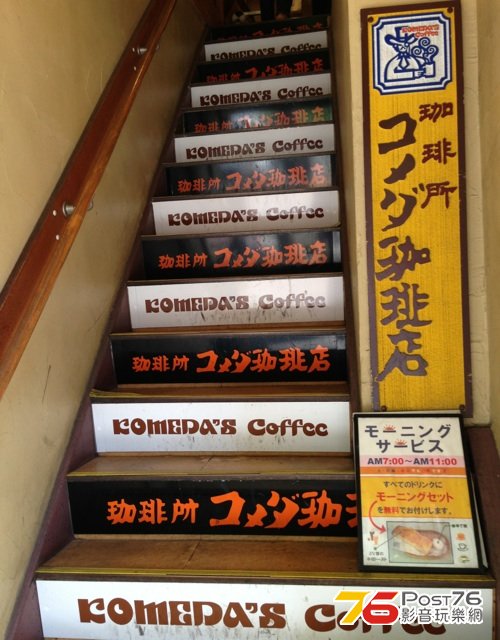 KOMEDA'S Coffee
珈琲所 コメダ珈琲店
KOMEDA'S Coffee
珈琲所 コメダ珈琲店
KOMEDA'S Coffee
珈琲所 コメダ珈琲店
KOMEDA'S Coffee
珈琲所 コメダ珈琲店
KOMEDA'S Coffee
珈琲所 コメダ珈琲店
KOMEDA'S Coffee
珈琲所 コメダ珈琲
KOMEDA'S Coffee
KOMEDA'S
Coffee
珈琲所
コメダ珈琲店
モーニング
サービス
AM7:00～AM11:00
すべてのドリンクに
モーニングセット
を無料でお付けします。
76 POST76
影音玩樂網